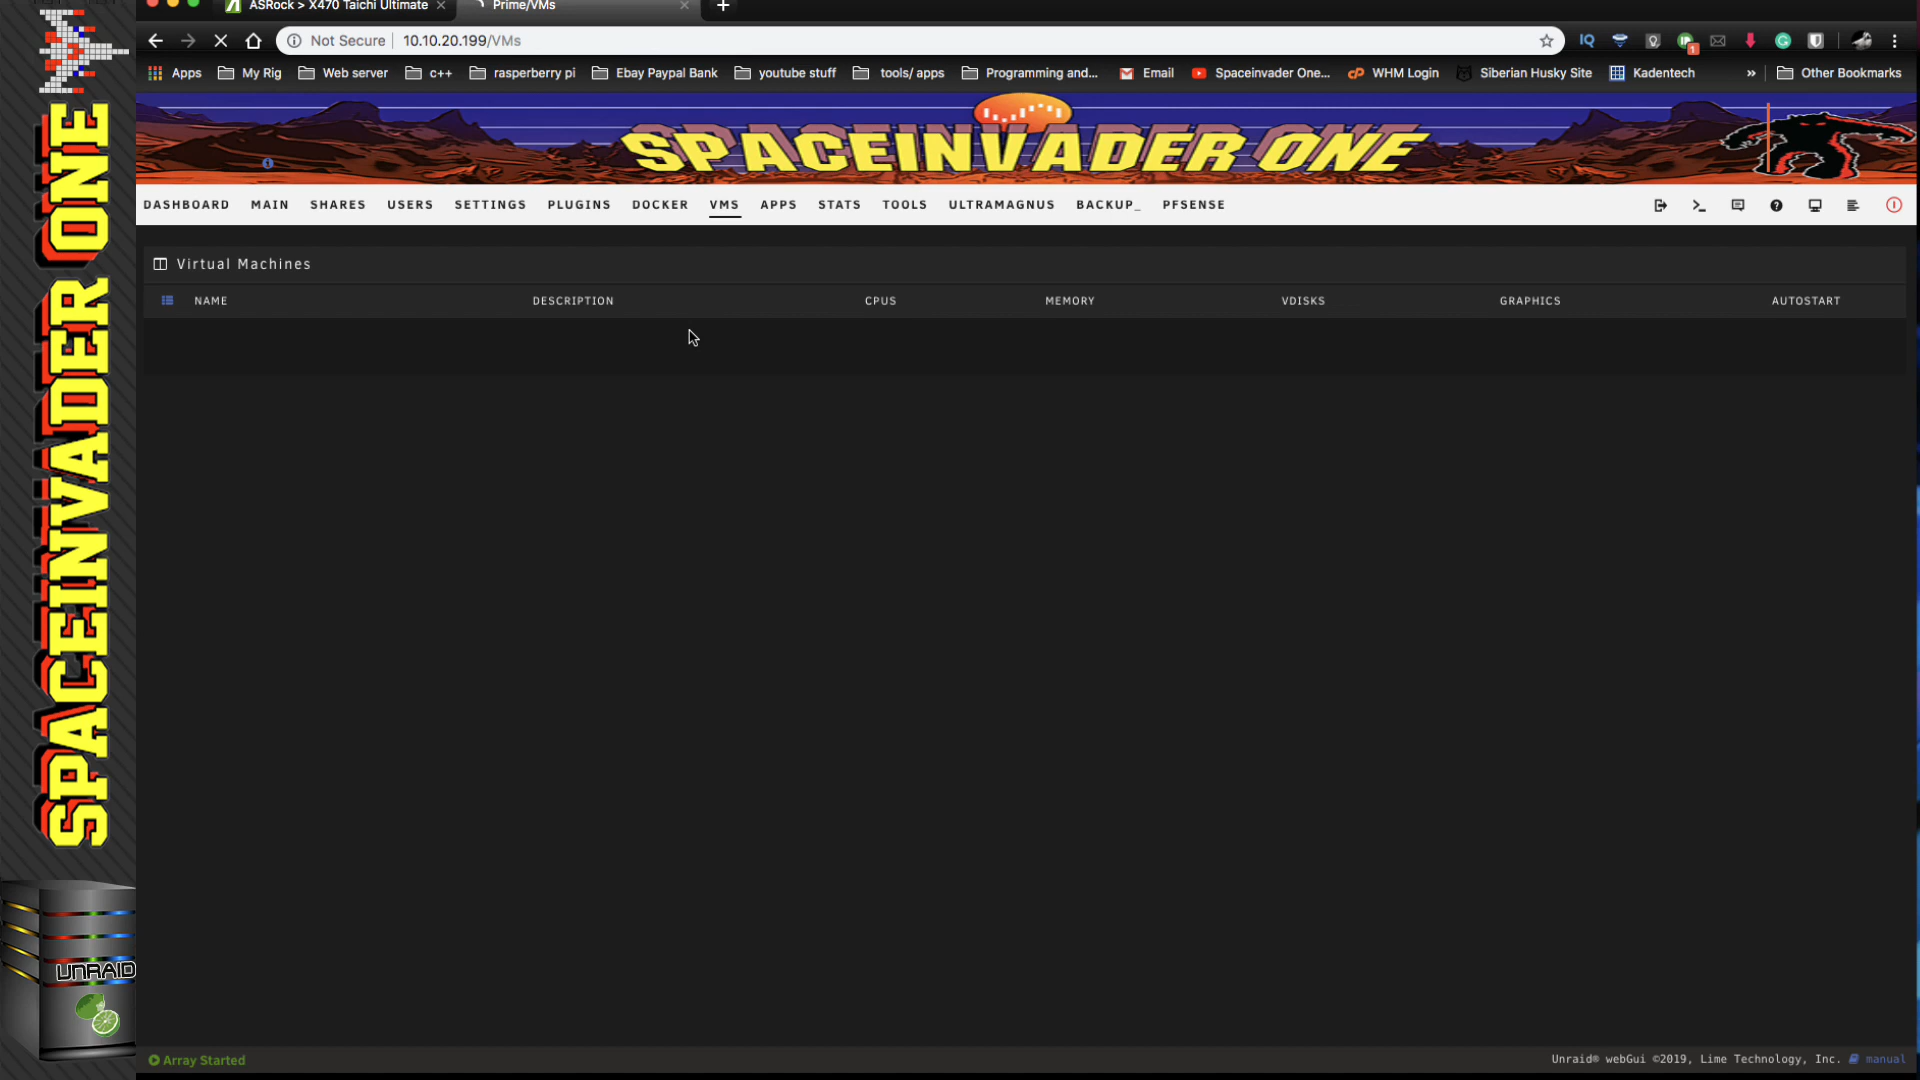 ASRock > X470 Taichi Ultimate
Prime/VMs
Not Secure
10.10.20.199/VMs
IQ
1
Apps
My Rig
Web server
c++
rasperberry pi
Ebay Paypal Bank
youtube stuff
tools/ apps
Programming and...
Email
Spaceinvader One...
WHM Login
Siberian Husky Site
Kadentech
»
Other Bookmarks
SPACEINVADER ONE
DASHBOARD
MAIN
SHARES
USERS
SETTINGS
PLUGINS
DOCKER
VMS
APPS
STATS
TOOLS
ULTRAMAGNUS
BACKUP_
PFSENSE
Virtual Machines
NAME
DESCRIPTION
CPUS
MEMORY
VDISKS
GRAPHICS
AUTOSTART
SPACEINVADER ONE
UNRAID
Array Started
Unraid® webGui ©2019, Lime Technology, Inc.
manual